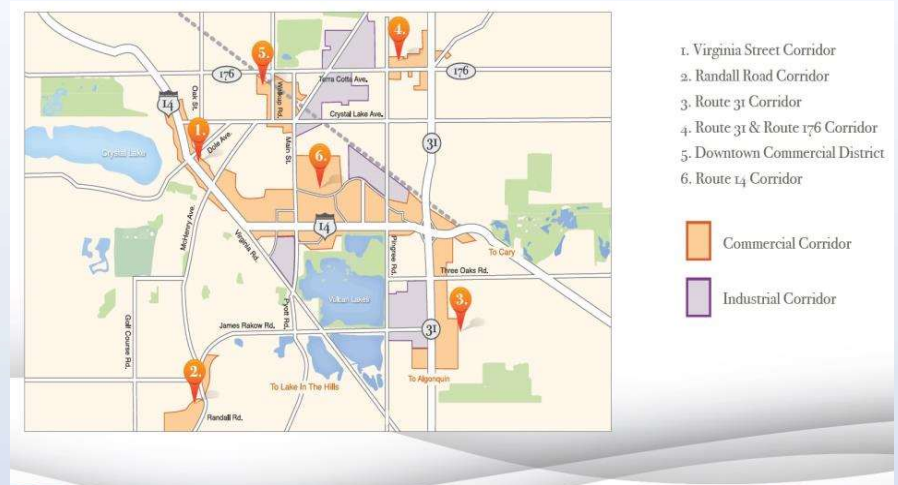 4.
5.
176
176
Terra Cotta Ave.
Oak St.
Walkup Rd.
14
Crystal Lake Ave.
1.
Dole Ave.
31
Main St.
Crystal Lake
6.
McHenry Ave.
14
Virginia Rd.
Pingree Rd.
To Cary
Three Oaks Rd.
Vulcan Lakes
Pyott Rd.
3.
Golf Course Rd.
James Rakow Rd.
31
2.
To Lake In The Hills
To Algonquin
Randall Rd.
1. Virginia Street Corridor
2. Randall Road Corridor
3. Route 31 Corridor
4. Route 31 & Route 176 Corridor
5. Downtown Commercial District
6. Route 14 Corridor
Commercial Corridor
Industrial Corridor